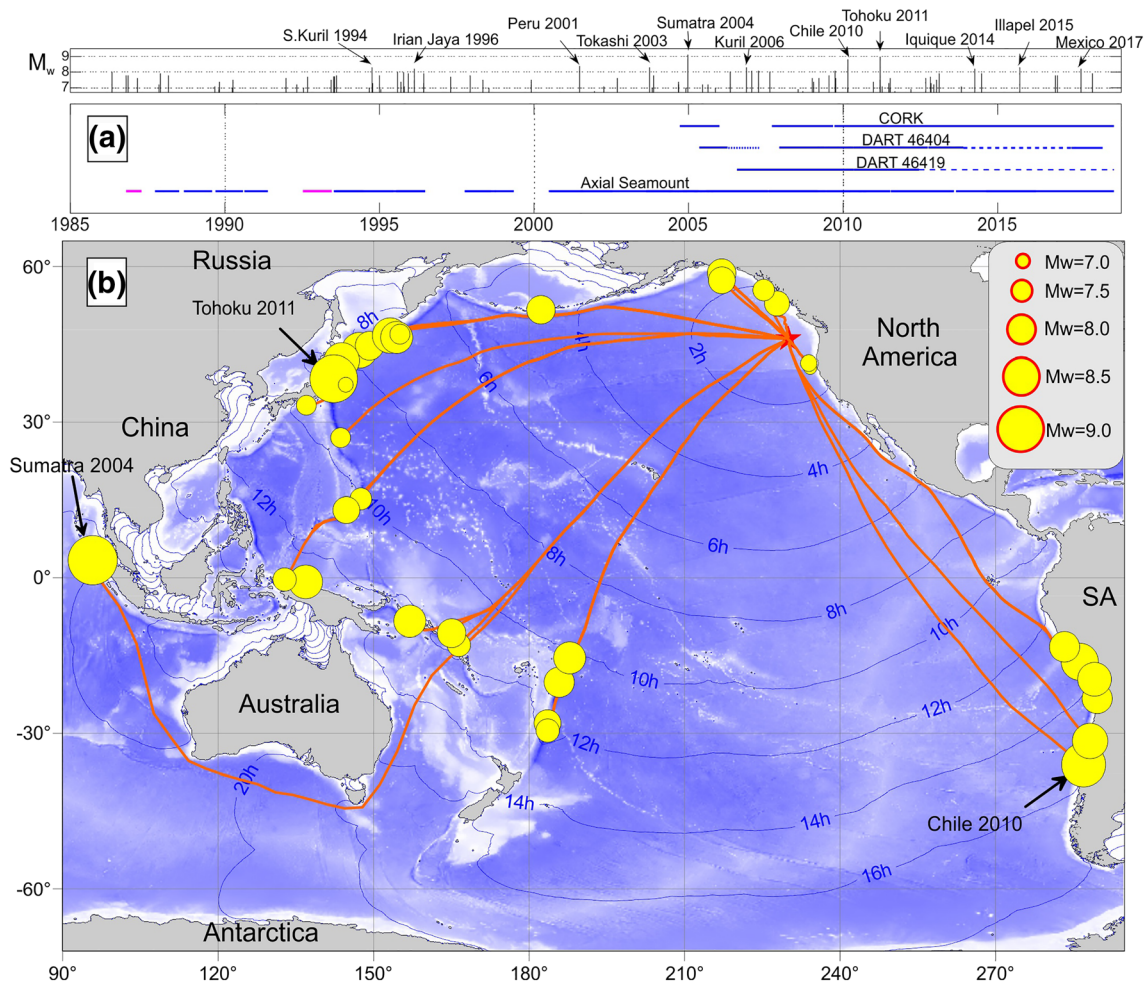 Peru 2001
Sumatra 2004
Tohoku 2011
S.Kuril 1994
Irian Jaya 1996
Tokashi 2003
Kuril 2006
Chile 2010
Iquique 2014
Illapel 2015
Mexico 2017
Mw
9
8
7
(a)
CORK
DART 46404
DART 46419
Axial Seamount
1985
1990
1995
2000
2005
2010
2015
(b)
60°
30°
0°
-30°
-60°
Russia
Tohoku 2011
China
Sumatra 2004
North
America
SA
Australia
Chile 2010
Antarctica
Mw=7.0
Mw=7.5
Mw=8.0
Mw=8.5
Mw=9.0
8h
4h
2h
6h
4h
12h
10h
8h
6h
8h
10h
10h
12h
12h
20h
14h
14h
16h
90°
120°
150°
180°
210°
240°
270°